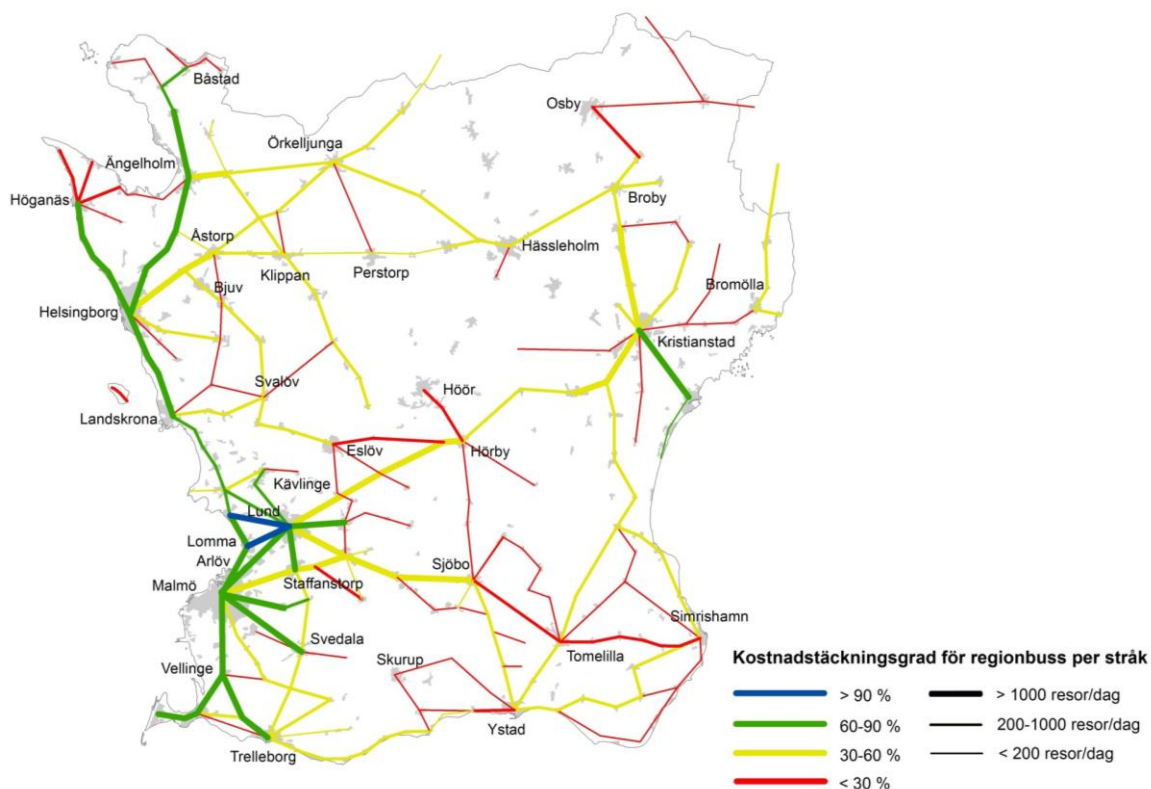 Båstad
Osby
Örkelljunga
Ängelholm
Höganäs
Broby
Åstorp
Hässleholm
Klippan
Perstorp
Bjuv
Bromölla
Helsingborg
Kristianstad
Svalöv
Höör
Landskrona
Eslöv
Hörby
Kävlinge
Lund
Lomma
Arlöv
Sjöbo
Malmö
Staffanstorp
Simrishamn
Svedala
Tomelilla
Vellinge
Skurup
Ystad
Trelleborg
Kostnadstäckningsgrad för regionbuss per stråk
> 90 %
> 1000 resor/dag
60-90 %
200-1000 resor/dag
30-60 %
< 200 resor/dag
< 30 %